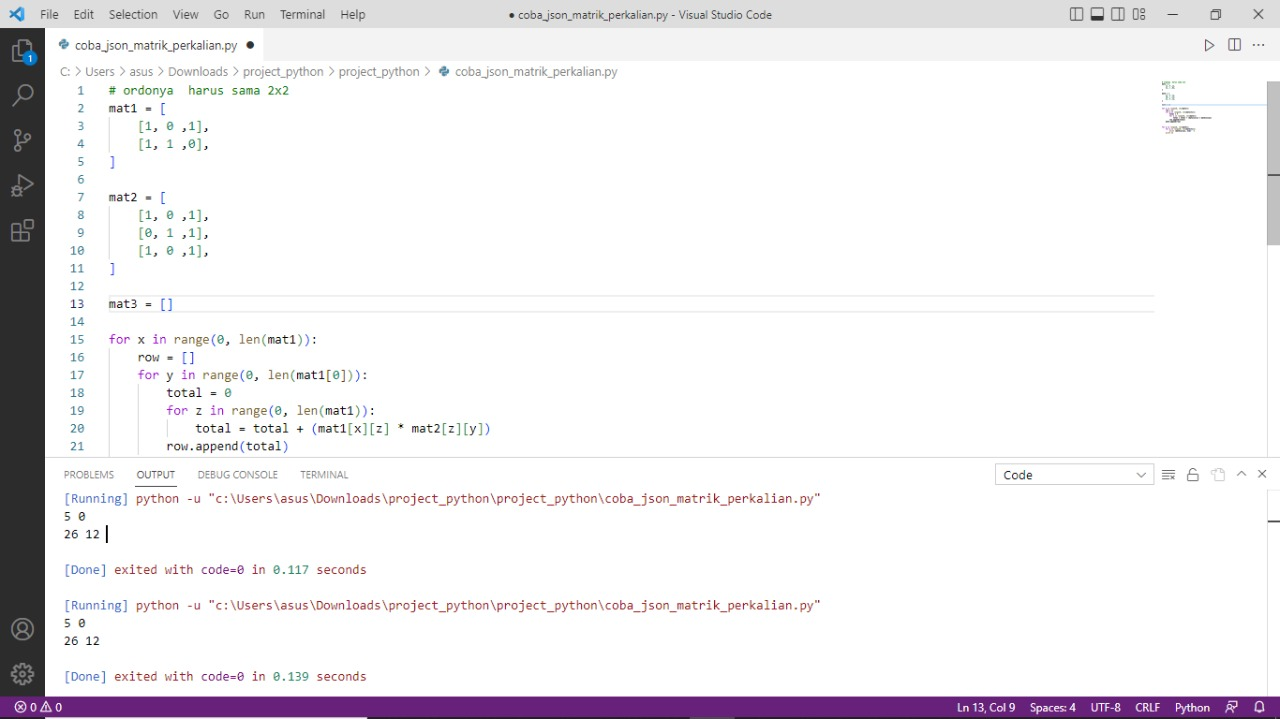 File Edit Selection View Go Run Terminal Help ● coba_json_matrik_perkalian.py - Visual Studio Code
coba_json_matrik_perkalian.py ●
C: > Users > asus > Downloads > project_python > project_python > coba_json_matrik_perkalian.py
1 # ordonya  harus sama 2x2
2 mat1 = [
3     [1, 0 ,1],
4     [1, 1 ,0],
5 ]
6
7 mat2 = [
8     [1, 0 ,1],
9     [0, 1 ,1],
10     [1, 0 ,1],
11 ]
12
13 mat3 = []
14
15 for x in range(0, len(mat1)):
16     row = []
17     for y in range(0, len(mat1[0])):
18         total = 0
19         for z in range(0, len(mat1)):
20             total = total + (mat1[x][z] * mat2[z][y])
21         row.append(total)
1
PROBLEMS OUTPUT DEBUG CONSOLE TERMINAL Code
[Running] python -u "c:\Users\asus\Downloads\project_python\project_python\coba_json_matrik_perkalian.py"
5 0
26 12
[Done] exited with code=0 in 0.117 seconds
[Running] python -u "c:\Users\asus\Downloads\project_python\project_python\coba_json_matrik_perkalian.py"
5 0
26 12
[Done] exited with code=0 in 0.139 seconds
0 0 Ln 13, Col 9 Spaces: 4 UTF-8 CRLF Python